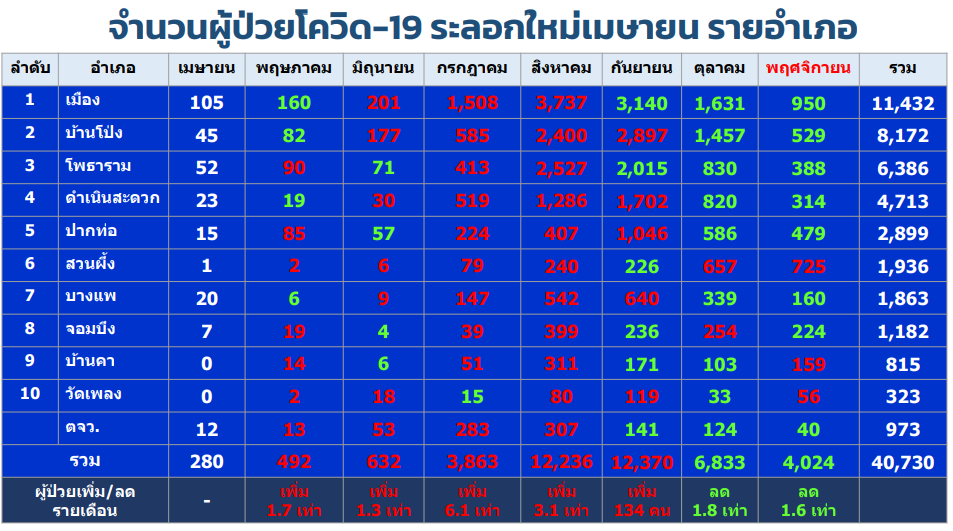 จำนวนผู้ป่วยโควิด-19 ระลอกใหม่เมษายน รายอำเภอ
ลำดับ อำเภอ เมษายน พฤษภาคม มิถุนายน กรกฎาคม สิงหาคม กันยายน ตุลาคม พฤศจิกายน รวม
1 เมือง 105 160 201 1,508 3,737 3,140 1,631 950 11,432
2 บ้านโป่ง 45 82 177 585 2,400 2,897 1,457 529 8,172
3 โพธาราม 52 90 71 413 2,527 2,015 830 388 6,386
4 ดำเนินสะดวก 23 19 30 519 1,286 1,702 820 314 4,713
5 ปากท่อ 15 85 57 224 407 1,046 586 479 2,899
6 สวนผึ้ง 1 2 6 79 240 226 657 725 1,936
7 บางแพ 20 6 9 147 542 640 339 160 1,863
8 จอมบึง 7 19 4 39 399 236 254 224 1,182
9 บ้านคา 0 14 6 51 311 171 103 159 815
10 วัดเพลง 0 2 18 15 80 119 33 56 323
ตจว. 12 13 53 283 307 141 124 40 973
รวม 280 492 632 3,863 12,236 12,370 6,833 4,024 40,730
ผู้ป่วยเพิ่ม/ลด - เพิ่ม เพิ่ม เพิ่ม เพิ่ม เพิ่ม ลด ลด
รายเดือน 1.7 เท่า 1.3 เท่า 6.1 เท่า 3.1 เท่า 134 คน 1.8 เท่า 1.6 เท่า